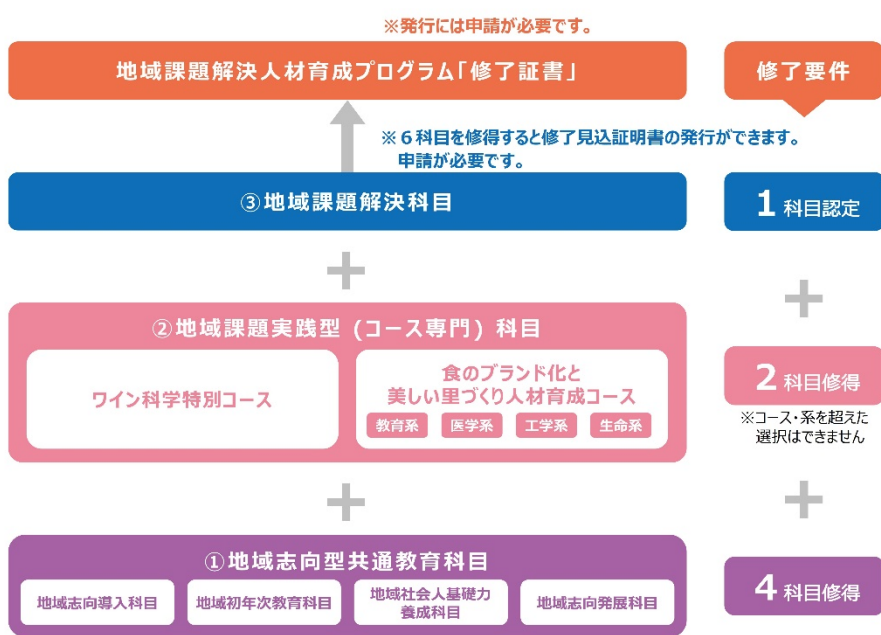 ※発行には申請が必要です。
地域課題解決人材育成プログラム「修了証書」
修了要件
※６科目を修得すると修了見込証明書の発行ができます。
申請が必要です。
③地域課題解決科目
1 科目認定
+
+
②地域課題実践型 (コース専門) 科目
ワイン科学特別コース
食のブランド化と
美しい里づくり人材育成コース
教育系 医学系 工学系 生命系
2 科目修得
※コース・系を超えた
選択はできません
+
+
①地域志向型共通教育科目
地域志向導入科目
地域初年次教育科目
地域社会人基礎力
養成科目
地域志向発展科目
4 科目修得